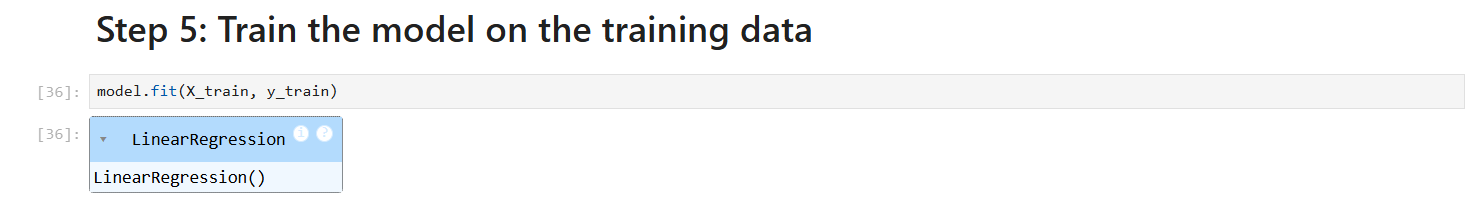 Step 5: Train the model on the training data
[36]: model.fit(X_train, y_train)
[36]: ▾ LinearRegression i ?
LinearRegression()